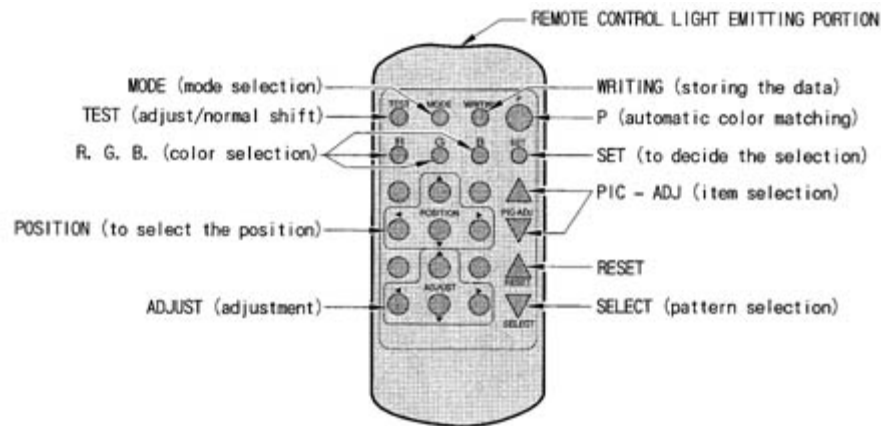 REMOTE CONTROL LIGHT EMITTING PORTION
MODE (mode selection)
WRITING (storing the data)
TEST (adjust/normal shift)
P (automatic color matching)
R. G. B. (color selection)
SET (to decide the selection)
PIC - ADJ (item selection)
POSITION (to select the position)
RESET
ADJUST (adjustment)
SELECT (pattern selection)
TEST MODE WRITING P
R G B SET
POSITION PIC-ADJ
ADJUST RESET
SELECT